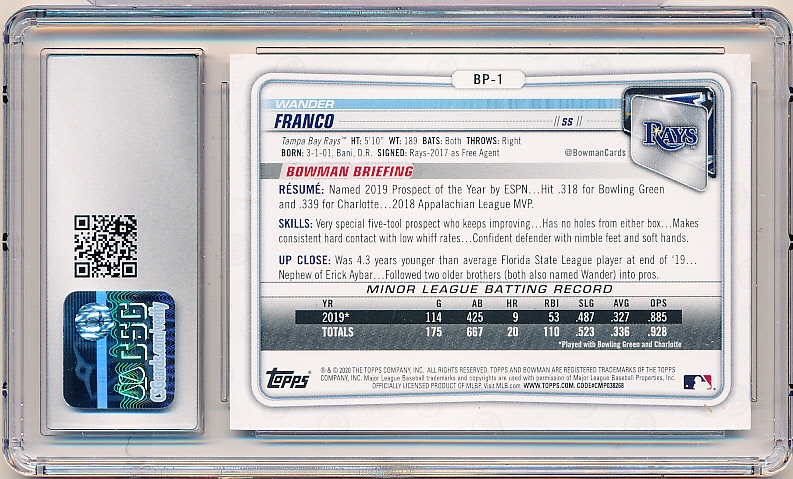 BP-1
WANDER
FRANCO // SS //
Tampa Bay Rays™ HT: 5'10" WT: 189 BATS: Both THROWS: Right
BORN: 3-1-01, Bani, D.R. SIGNED: Rays-2017 as Free Agent
@BowmanCards
RAYS
BOWMAN BRIEFING
RÉSUMÉ: Named 2019 Prospect of the Year by ESPN...Hit .318 for Bowling Green
and .339 for Charlotte...2018 Appalachian League MVP.
SKILLS: Very special five-tool prospect who keeps improving...Has no holes from either box...Makes
consistent hard contact with low whiff rates...Confident defender with nimble feet and soft hands.
UP CLOSE: Was 4.3 years younger than average Florida State League player at end of '19...
Nephew of Erick Aybar...Followed two older brothers (both also named Wander) into pros.
MINOR LEAGUE BATTING RECORD
YR G AB HR RBI SLG AVG OPS
2019* 114 425 9 53 .487 .327 .885
TOTALS 175 667 20 110 .523 .336 .928
*Played with Bowling Green and Charlotte
TOPPS
® & © 2020 THE TOPPS COMPANY, INC. ALL RIGHTS RESERVED. TOPPS AND BOWMAN ARE REGISTERED TRADEMARKS OF THE TOPPS
COMPANY, INC. Major League Baseball trademarks and copyrights are used with permission of Major League Baseball Properties, Inc.
OFFICIALLY LICENSED PRODUCT OF MLBP. Visit MLB.com WWW.TOPPS.COM. CODE#CMP038268
CSG